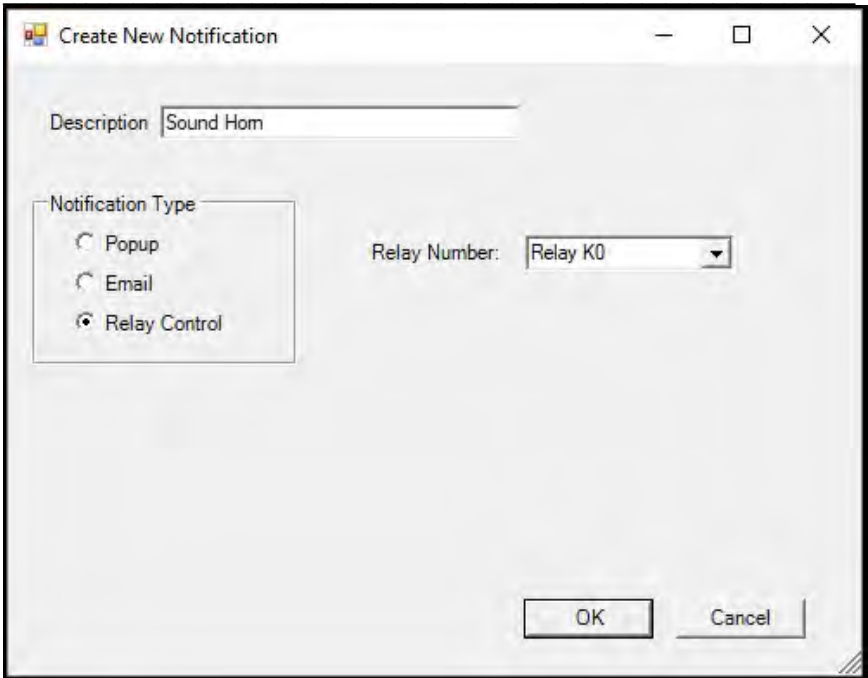 Create New Notification
Description Sound Horn
Notification Type
Popup
Email
Relay Control
Relay Number: Relay K0
OK Cancel